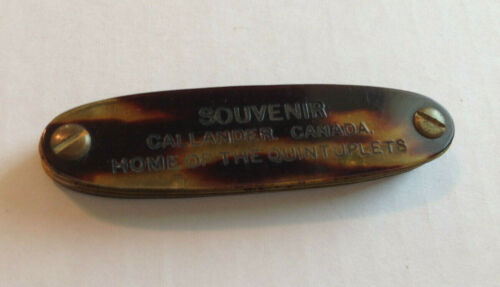 SOUVENIR
CALLANDER, CANADA,
HOME OF THE QUINTUPLETS